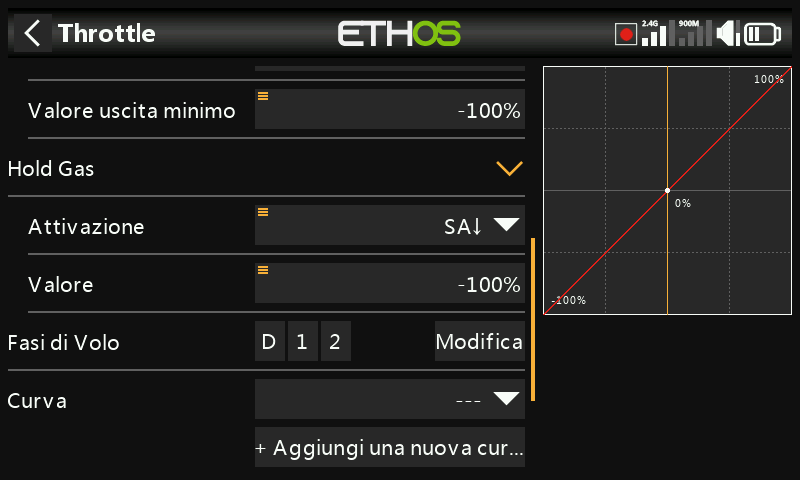 Throttle
ETHOS
2.4G
900M
Valore uscita minimo
-100%
Hold Gas
Attivazione
SA↓
Valore
-100%
Fasi di Volo
D
1
2
Modifica
Curva
---
+ Aggiungi una nuova cur...
100%
0%
-100%